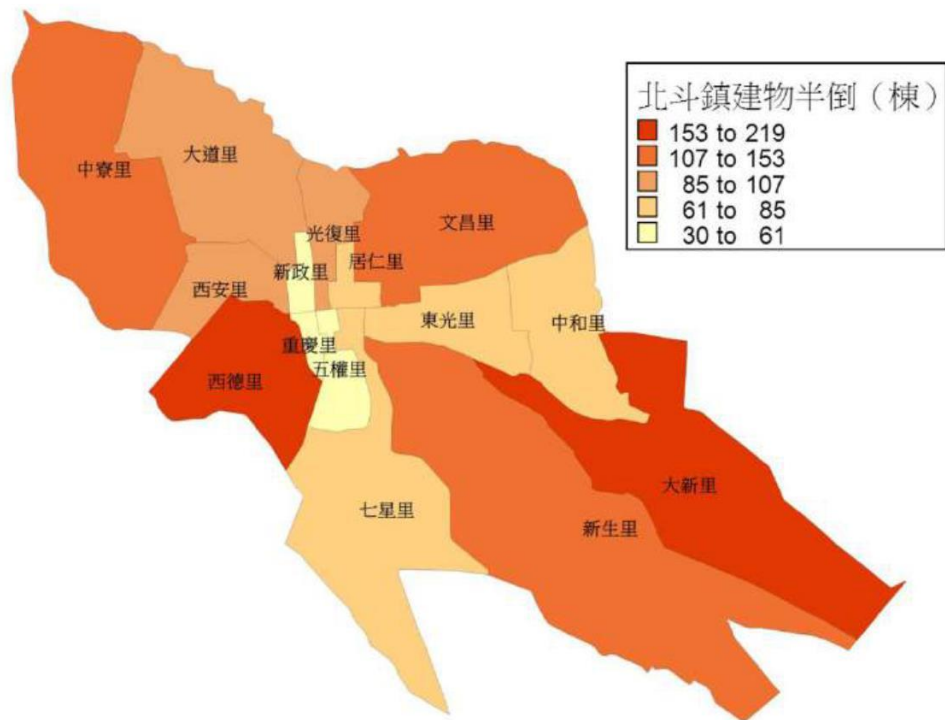 北斗鎮建物半倒（棟）
153 to 219
107 to 153
85 to 107
61 to 85
30 to 61
大道里
中寮里
文昌里
光復里
居仁里
新政里
西安里
東光里
中和里
重慶里
五權里
西德里
大新里
七星里
新生里